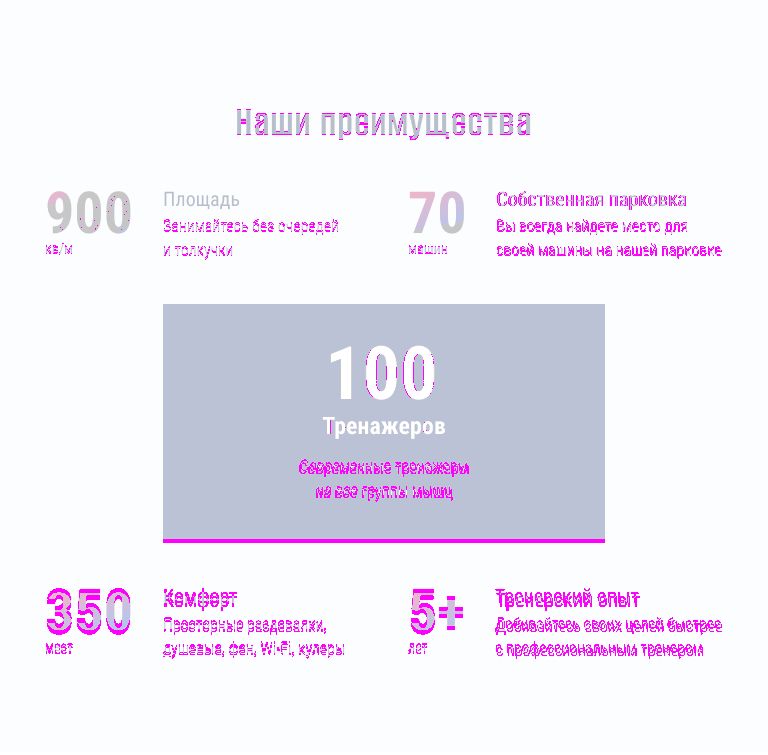 Наши преимущества
900
кв/м
Площадь
Занимайтесь без очередей
и толкучки
70
машин
Собственная парковка
Вы всегда найдете место для
своей машины на нашей парковке
100
Тренажеров
Современные тренажеры
на все группы мышц
350
мест
Комфорт
Просторные раздевалки,
душевые, фен, Wi-Fi, кулеры
5+
лет
Тренерский опыт
Добивайтесь своих целей быстрее
с профессиональным тренером